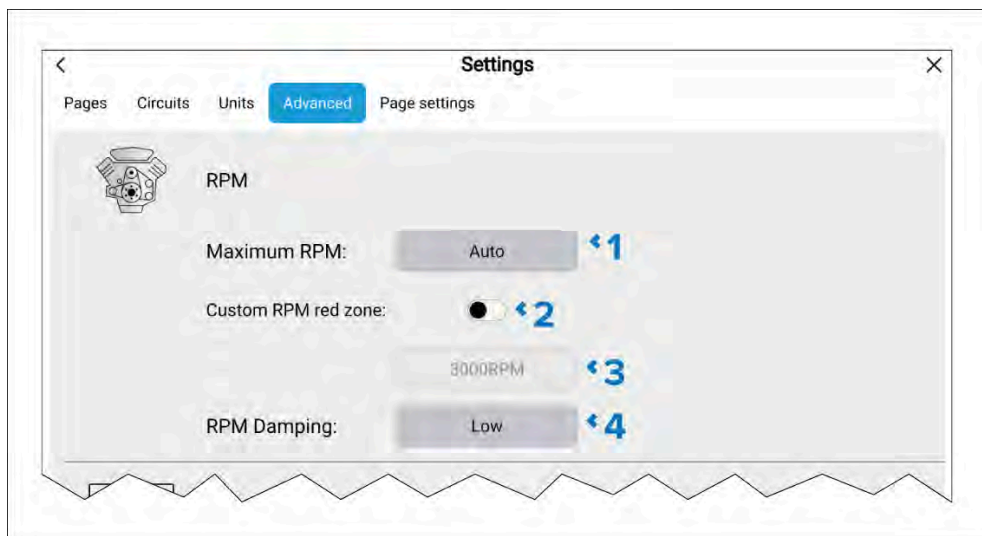 Settings
Pages Circuits Units Advanced Page settings
RPM
Maximum RPM: Auto 1
Custom RPM red zone: 2
3000RPM 3
RPM Damping: Low 4